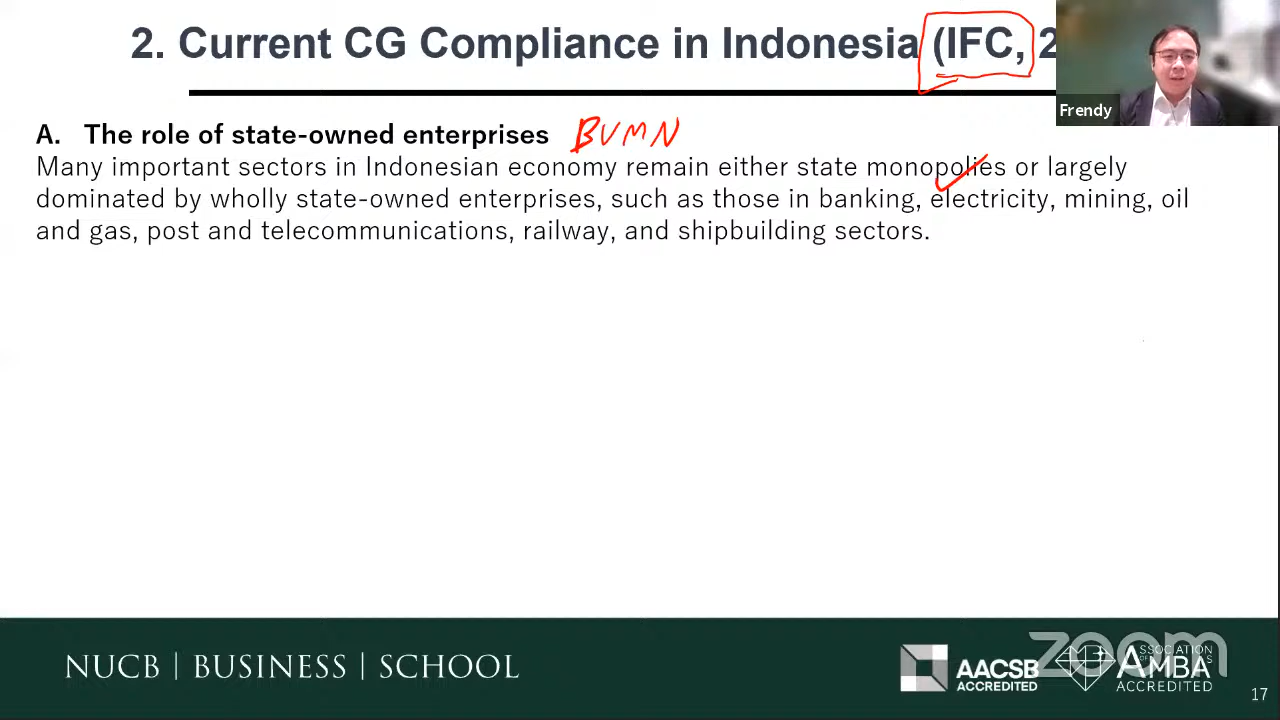 2. Current CG Compliance in Indonesia (IFC, 2
Frendy
A. The role of state-owned enterprises BUMN
Many important sectors in Indonesian economy remain either state monopolies or largely
dominated by wholly state-owned enterprises, such as those in banking, electricity, mining, oil
and gas, post and telecommunications, railway, and shipbuilding sectors.
zoom
NUCB | BUSINESS | SCHOOL
AACSB
ACCREDITED
ASSOCIATION
AMBA
ACCREDITED
17